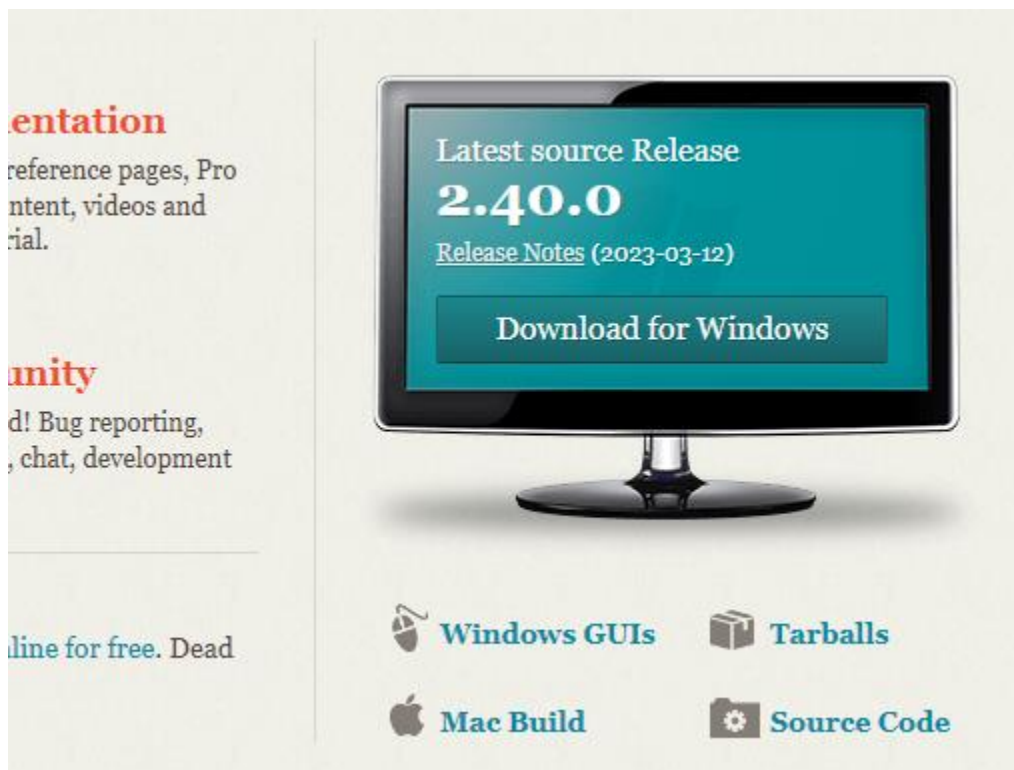 entation
reference pages, Pro
ntent, videos and
rial.
unity
d! Bug reporting,
, chat, development
line for free. Dead
Latest source Release
2.40.0
Release Notes (2023-03-12)
Download for Windows
Windows GUIs
Tarballs
Mac Build
Source Code